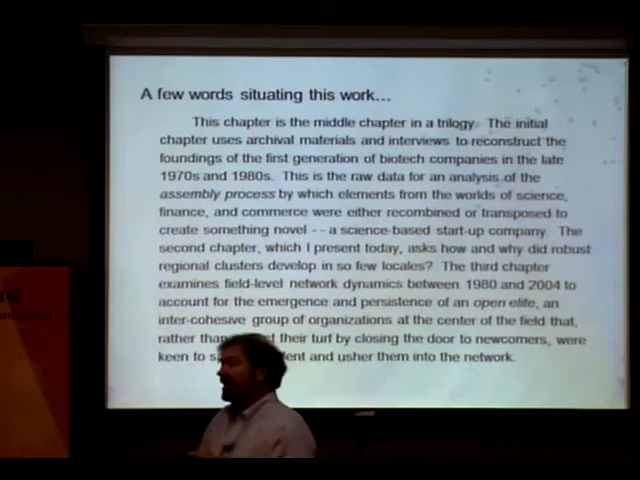 A few words situating this work...
This chapter is the middle chapter in a trilogy. The initial
chapter uses archival materials and interviews to reconstruct the
foundings of the first generation of biotech companies in the late
1970s and 1980s. This is the raw data for an analysis of the
assembly process by which elements from the worlds of science,
finance, and commerce were either recombined or transposed to
create something novel - - a science-based start-up company. The
second chapter, which I present today, asks how and why did robust
regional clusters develop in so few locales? The third chapter
examines field-level network dynamics between 1980 and 2004 to
account for the emergence and persistence of an open elite, an
inter-cohesive group of organizations at the center of the field that,
rather their turf by closing the door to newcomers, were
keen to and usher them into the network.